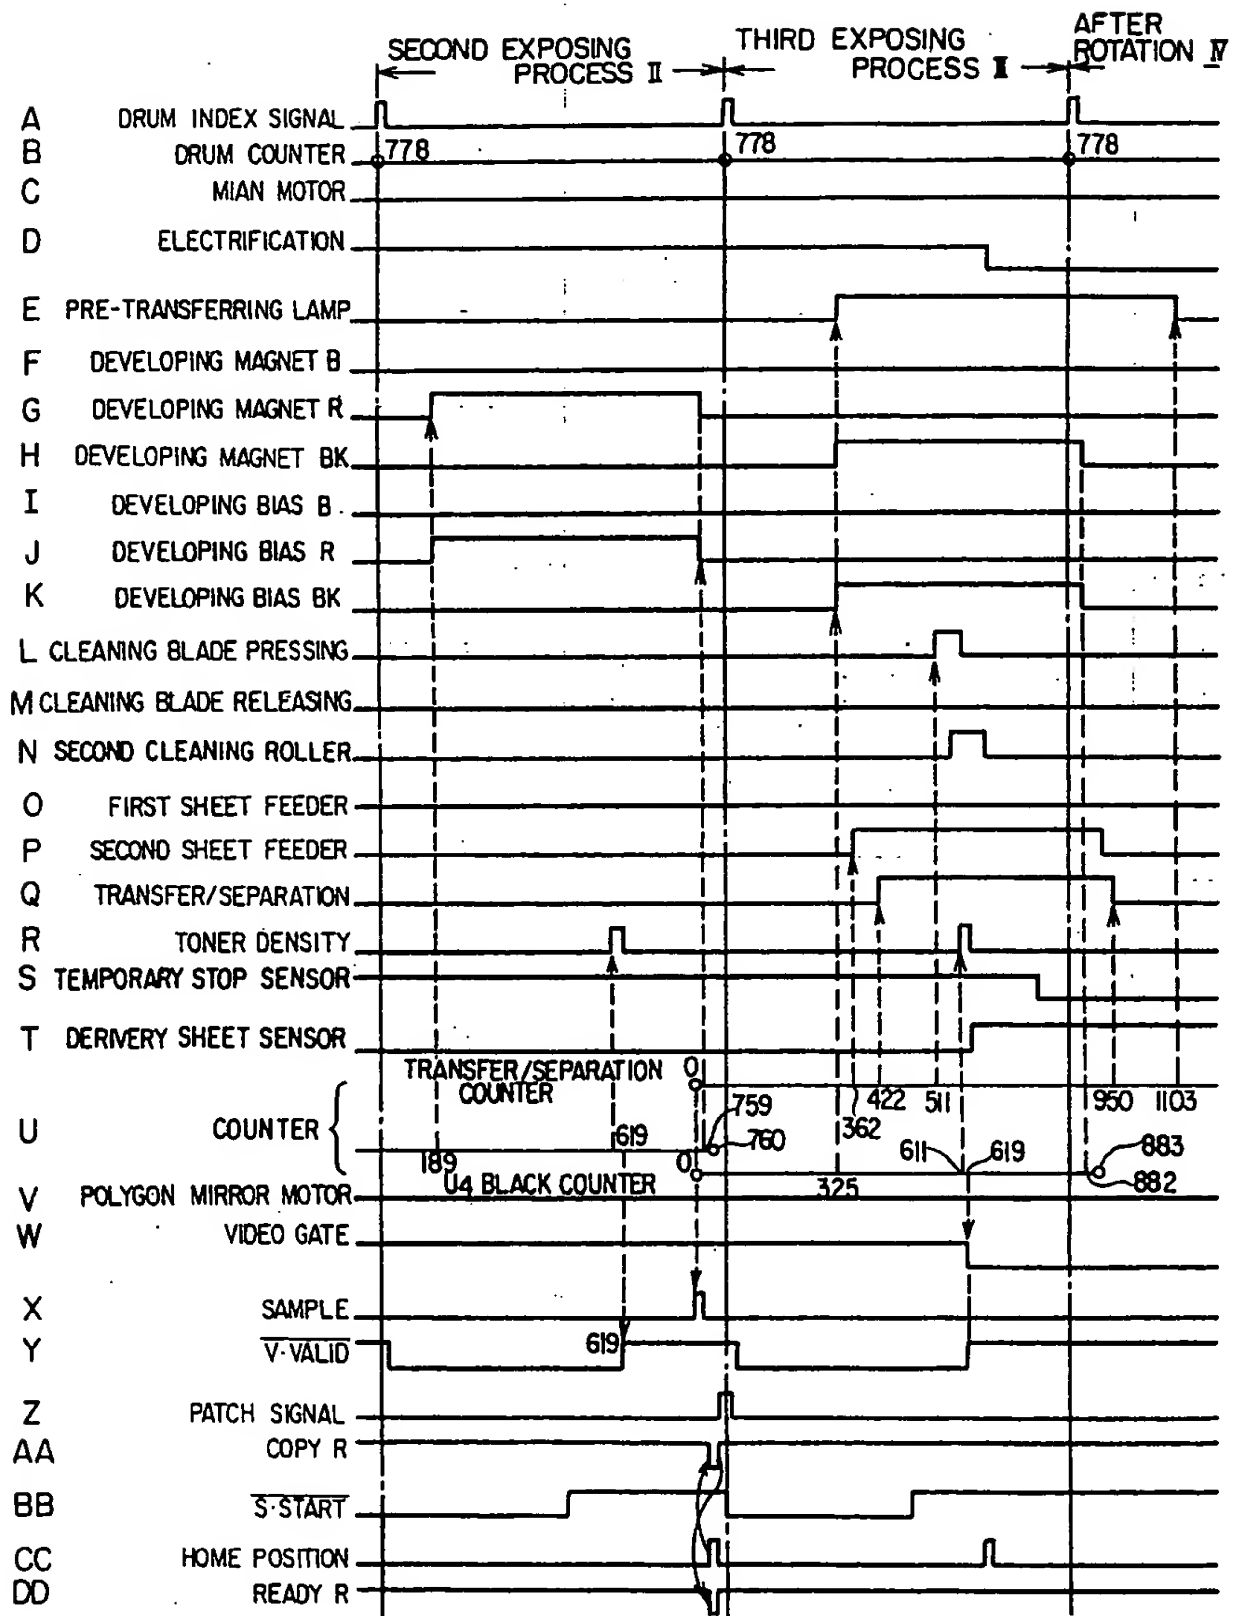 SECOND EXPOSING
PROCESS II
THIRD EXPOSING
PROCESS III
AFTER
ROTATION IV
A DRUM INDEX SIGNAL
B DRUM COUNTER 778 778 778
C MIAN MOTOR
D ELECTRIFICATION
E PRE-TRANSFERRING LAMP
F DEVELOPING MAGNET B
G DEVELOPING MAGNET R
H DEVELOPING MAGNET BK
I DEVELOPING BIAS B
J DEVELOPING BIAS R
K DEVELOPING BIAS BK
L CLEANING BLADE PRESSING
M CLEANING BLADE RELEASING
N SECOND CLEANING ROLLER
O FIRST SHEET FEEDER
P SECOND SHEET FEEDER
Q TRANSFER/SEPARATION
R TONER DENSITY
S TEMPORARY STOP SENSOR
T DERIVERY SHEET SENSOR
TRANSFER/SEPARATION 0
COUNTER
759 362 422 511 950 1103
U COUNTER 619 760 611 619 883
189 0
U4 BLACK COUNTER 325 882
V POLYGON MIRROR MOTOR
W VIDEO GATE
X SAMPLE
Y V·VALID 619
Z PATCH SIGNAL
AA COPY R
BB S·START
CC HOME POSITION
DD READY R